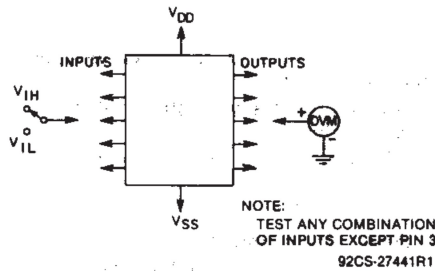 VDD
INPUTS
OUTPUTS
VIH
VIL
+
DVM
-
VSS
NOTE:
TEST ANY COMBINATION
OF INPUTS EXCEPT PIN 3
92CS-27441R1